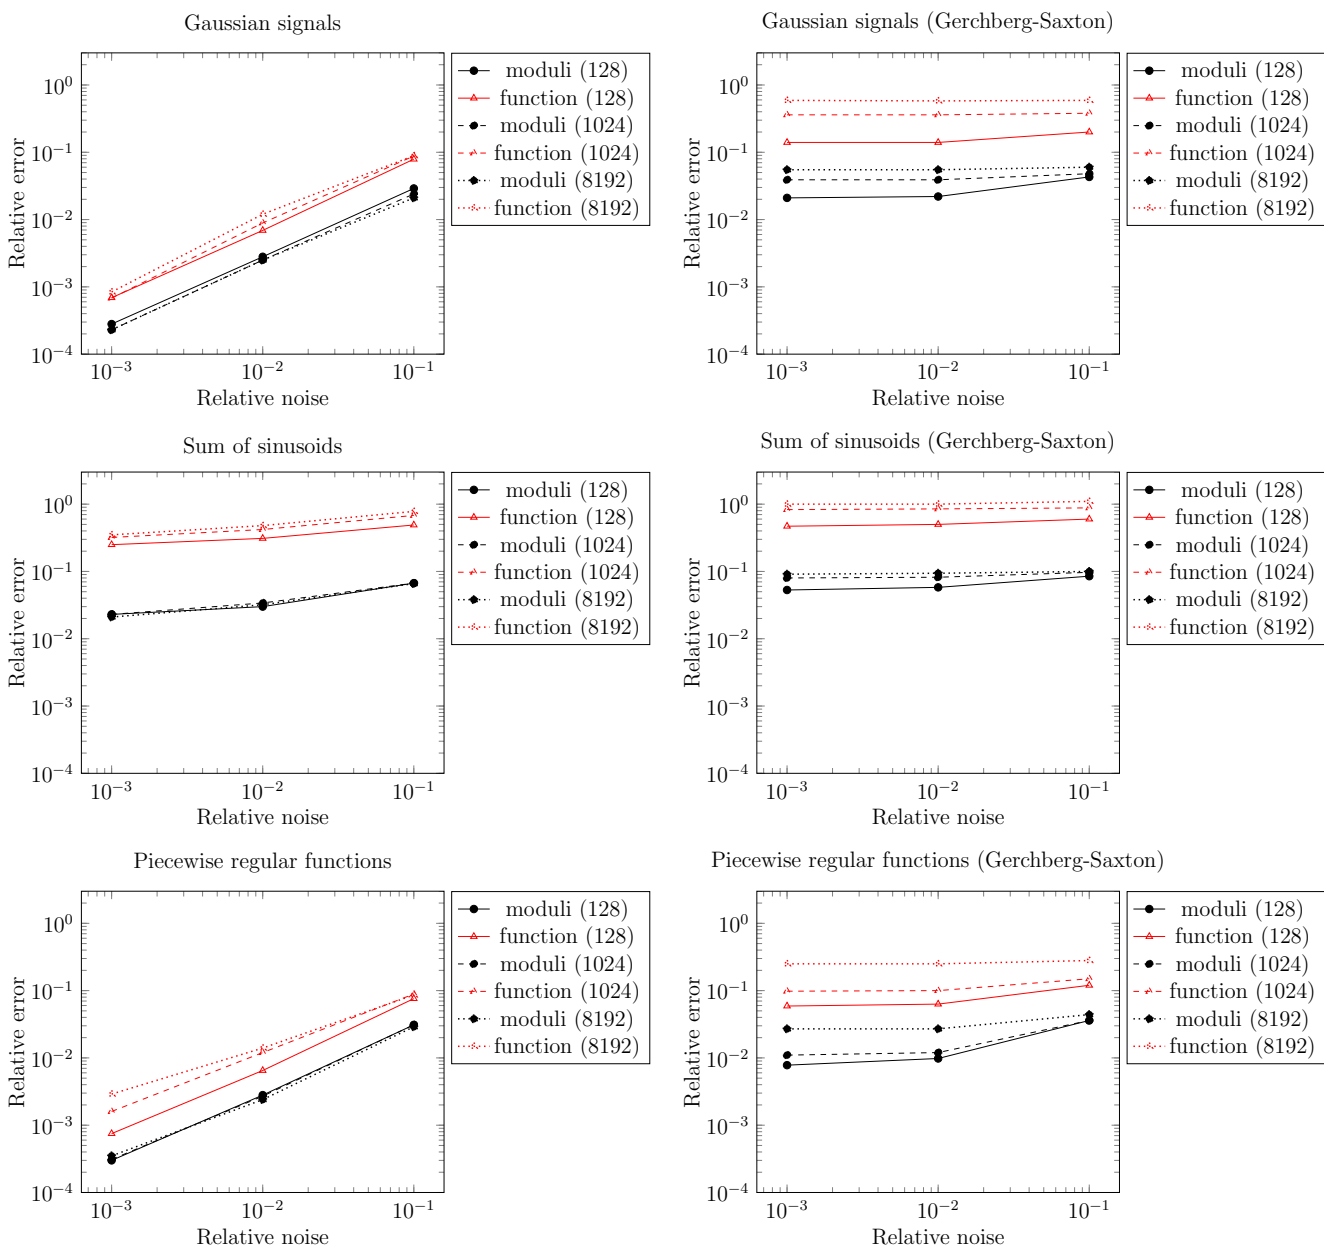 Gaussian signals
10^0
10^{-1}
10^{-2}
10^{-3}
10^{-4}
Relative error
10^{-3} 10^{-2} 10^{-1}
Relative noise
moduli (128)
function (128)
moduli (1024)
function (1024)
moduli (8192)
function (8192)
Gaussian signals (Gerchberg-Saxton)
10^0
10^{-1}
10^{-2}
10^{-3}
10^{-4}
Relative error
10^{-3} 10^{-2} 10^{-1}
Relative noise
moduli (128)
function (128)
moduli (1024)
function (1024)
moduli (8192)
function (8192)
Sum of sinusoids
10^0
10^{-1}
10^{-2}
10^{-3}
10^{-4}
Relative error
10^{-3} 10^{-2} 10^{-1}
Relative noise
moduli (128)
function (128)
moduli (1024)
function (1024)
moduli (8192)
function (8192)
Sum of sinusoids (Gerchberg-Saxton)
10^0
10^{-1}
10^{-2}
10^{-3}
10^{-4}
Relative error
10^{-3} 10^{-2} 10^{-1}
Relative noise
moduli (128)
function (128)
moduli (1024)
function (1024)
moduli (8192)
function (8192)
Piecewise regular functions
10^0
10^{-1}
10^{-2}
10^{-3}
10^{-4}
Relative error
10^{-3} 10^{-2} 10^{-1}
Relative noise
moduli (128)
function (128)
moduli (1024)
function (1024)
moduli (8192)
function (8192)
Piecewise regular functions (Gerchberg-Saxton)
10^0
10^{-1}
10^{-2}
10^{-3}
10^{-4}
Relative error
10^{-3} 10^{-2} 10^{-1}
Relative noise
moduli (128)
function (128)
moduli (1024)
function (1024)
moduli (8192)
function (8192)